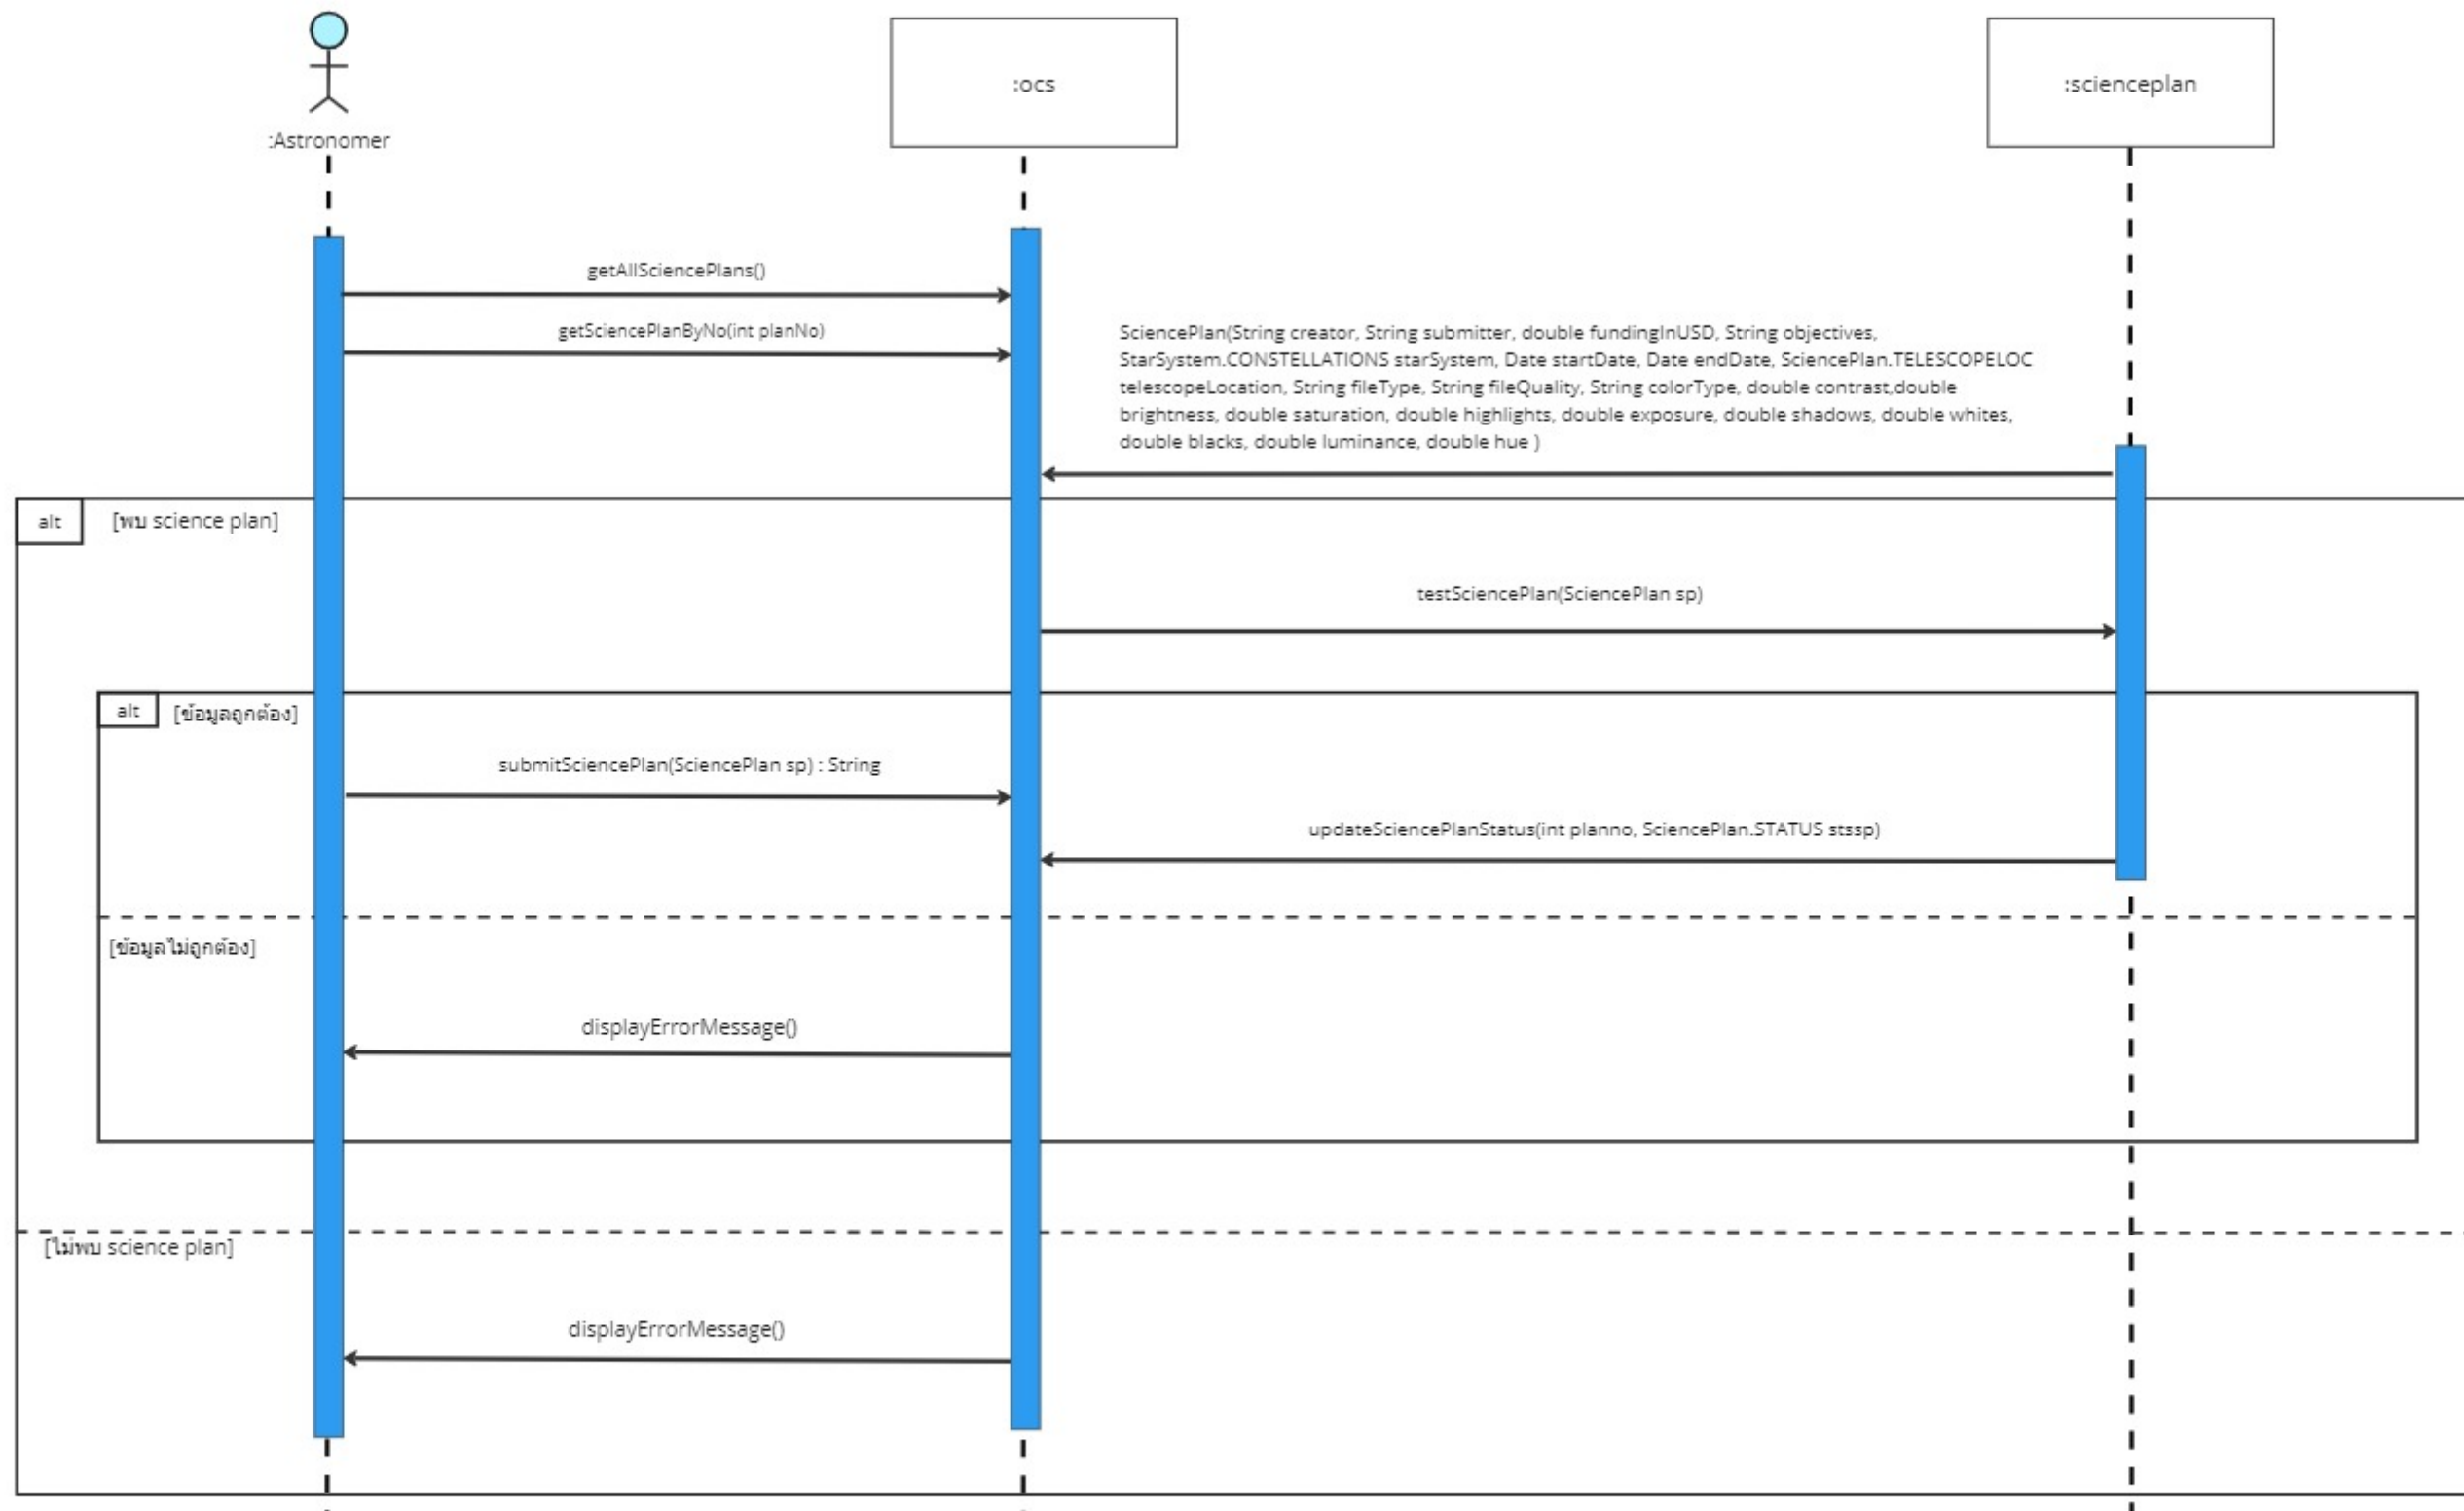 :Astronomer
:ocs
:scienceplan
getAllSciencePlans()
getSciencePlanByNo(int planNo)
SciencePlan(String creator, String submitter, double fundingInUSD, String objectives,
StarSystem.CONSTELLATIONS starSystem, Date startDate, Date endDate, SciencePlan.TELESCOPELOC
telescopeLocation, String fileType, String fileQuality, String colorType, double contrast,double
brightness, double saturation, double highlights, double exposure, double shadows, double whites,
double blacks, double luminance, double hue )
alt
[พบ science plan]
testSciencePlan(SciencePlan sp)
alt
[ข้อมูลถูกต้อง]
submitSciencePlan(SciencePlan sp) : String
updateSciencePlanStatus(int planno, SciencePlan.STATUS stssp)
[ข้อมูลไม่ถูกต้อง]
displayErrorMessage()
[ไม่พบ science plan]
displayErrorMessage()